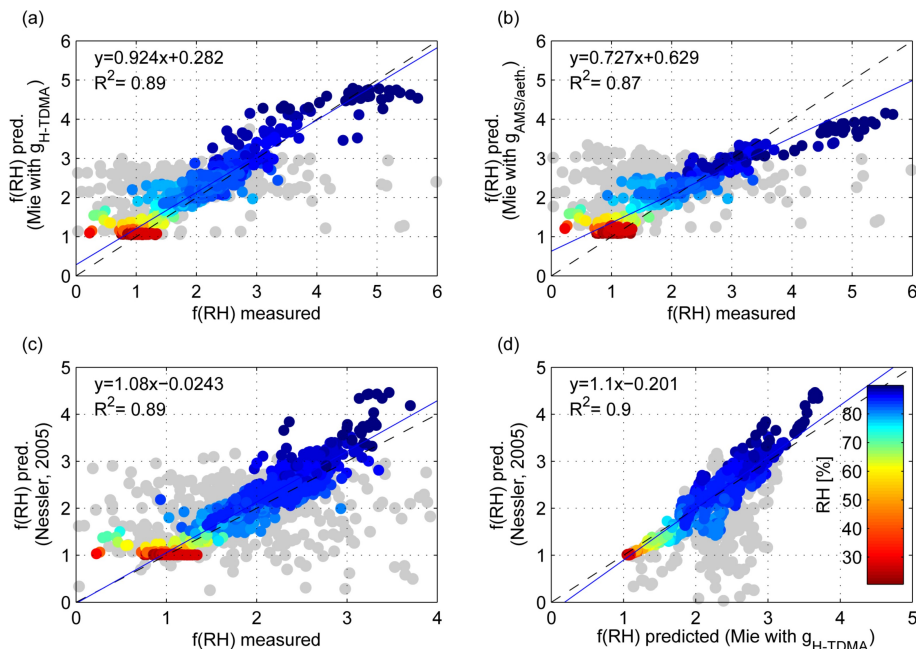 (a)
y=0.924x+0.282
R²= 0.89
f(RH) pred.
(Mie with g_H−TDMA)
6
5
4
3
2
1
0
0 1 2 3 4 5 6
f(RH) measured
(b)
y=0.727x+0.629
R²= 0.87
f(RH) pred.
(Mie with g_AMS/aeth.)
6
5
4
3
2
1
0
0 1 2 3 4 5 6
f(RH) measured
(c)
y=1.08x−0.0243
R²= 0.89
f(RH) pred.
(Nessler, 2005)
5
4
3
2
1
0
0 1 2 3 4
f(RH) measured
(d)
y=1.1x−0.201
R²= 0.9
f(RH) pred.
(Nessler, 2005)
5
4
3
2
1
0
0 1 2 3 4 5
f(RH) predicted (Mie with g_H−TDMA)
RH [%]
80
70
60
50
40
30